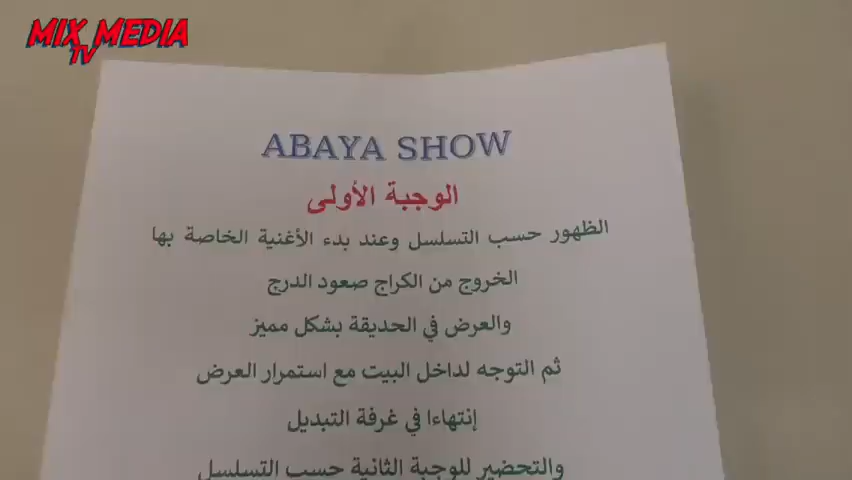 MIX MEDIA
TV
ABAYA SHOW
الوجبة الأولى
الظهور حسب التسلسل وعند بدء الأغنية الخاصة بها
الخروج من الكراج صعود الدرج
والعرض في الحديقة بشكل مميز
ثم التوجه لداخل البيت مع استمرار العرض
إنتهاءا في غرفة التبديل
والتحضير للوجبة الثانية حسب التسلسل